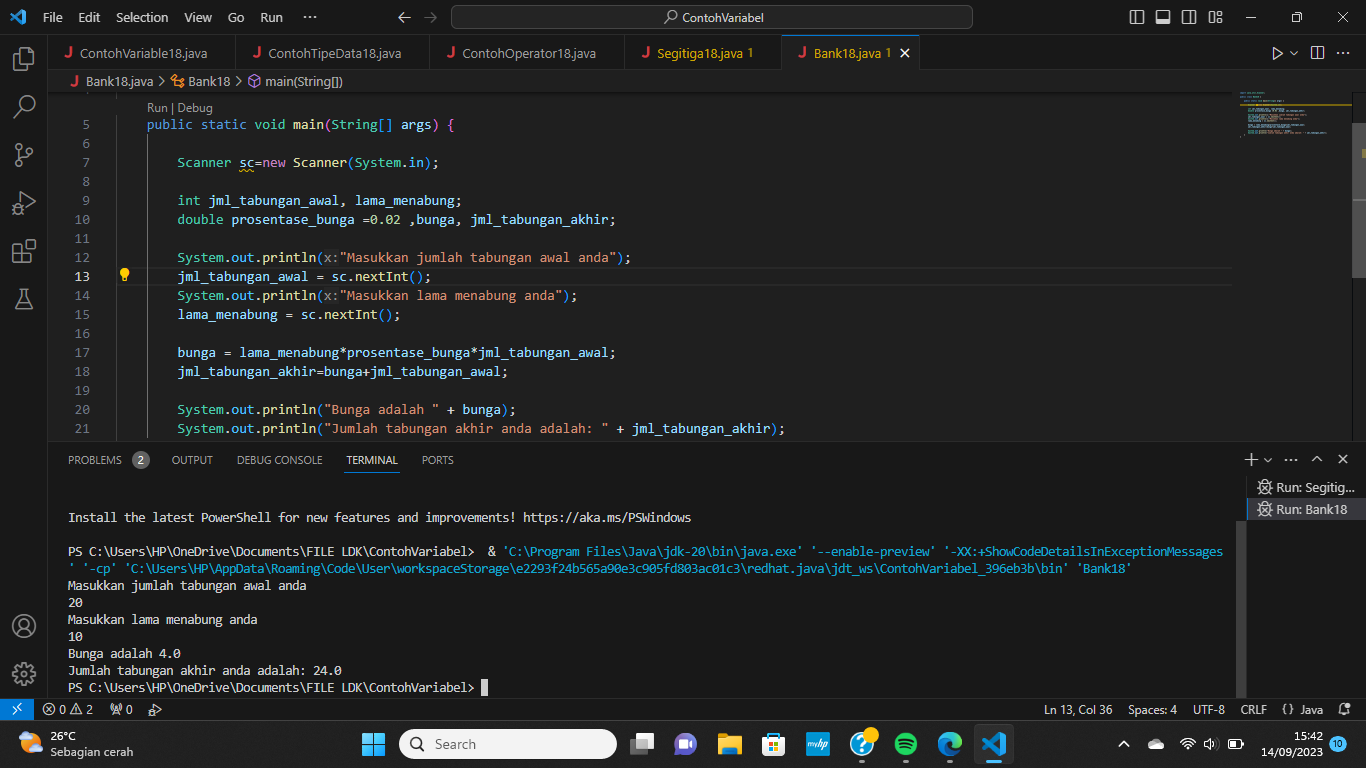 File Edit Selection View Go Run ··· ContohVariabel
ContohVariable18.java ContohTipeData18.java ContohOperator18.java Segitiga18.java 1 Bank18.java 1
Bank18.java > Bank18 > main(String[])
Run | Debug
5 public static void main(String[] args) {
6
7 Scanner sc=new Scanner(System.in);
8
9 int jml_tabungan_awal, lama_menabung;
10 double prosentase_bunga =0.02 ,bunga, jml_tabungan_akhir;
11
12 System.out.println(x:"Masukkan jumlah tabungan awal anda");
13 jml_tabungan_awal = sc.nextInt();
14 System.out.println(x:"Masukkan lama menabung anda");
15 lama_menabung = sc.nextInt();
16
17 bunga = lama_menabung*prosentase_bunga*jml_tabungan_awal;
18 jml_tabungan_akhir=bunga+jml_tabungan_awal;
19
20 System.out.println("Bunga adalah " + bunga);
21 System.out.println("Jumlah tabungan akhir anda adalah: " + jml_tabungan_akhir);
PROBLEMS 2 OUTPUT DEBUG CONSOLE TERMINAL PORTS
Run: Segitig...
Run: Bank18
Install the latest PowerShell for new features and improvements! https://aka.ms/PSWindows
PS C:\Users\HP\OneDrive\Documents\FILE LDK\ContohVariabel> & 'C:\Program Files\Java\jdk-20\bin\java.exe' '--enable-preview' '-XX:+ShowCodeDetailsInExceptionMessages
' '-cp' 'C:\Users\HP\AppData\Roaming\Code\User\workspaceStorage\e2293f24b565a90e3c905fd803ac01c3\redhat.java\jdt_ws\ContohVariabel_396eb3b\bin' 'Bank18'
Masukkan jumlah tabungan awal anda
20
Masukkan lama menabung anda
10
Bunga adalah 4.0
Jumlah tabungan akhir anda adalah: 24.0
PS C:\Users\HP\OneDrive\Documents\FILE LDK\ContohVariabel>
0 2 0 Ln 13, Col 36 Spaces: 4 UTF-8 CRLF {} Java
26°C
Sebagian cerah
Search
myhp
15:42
14/09/2023
10